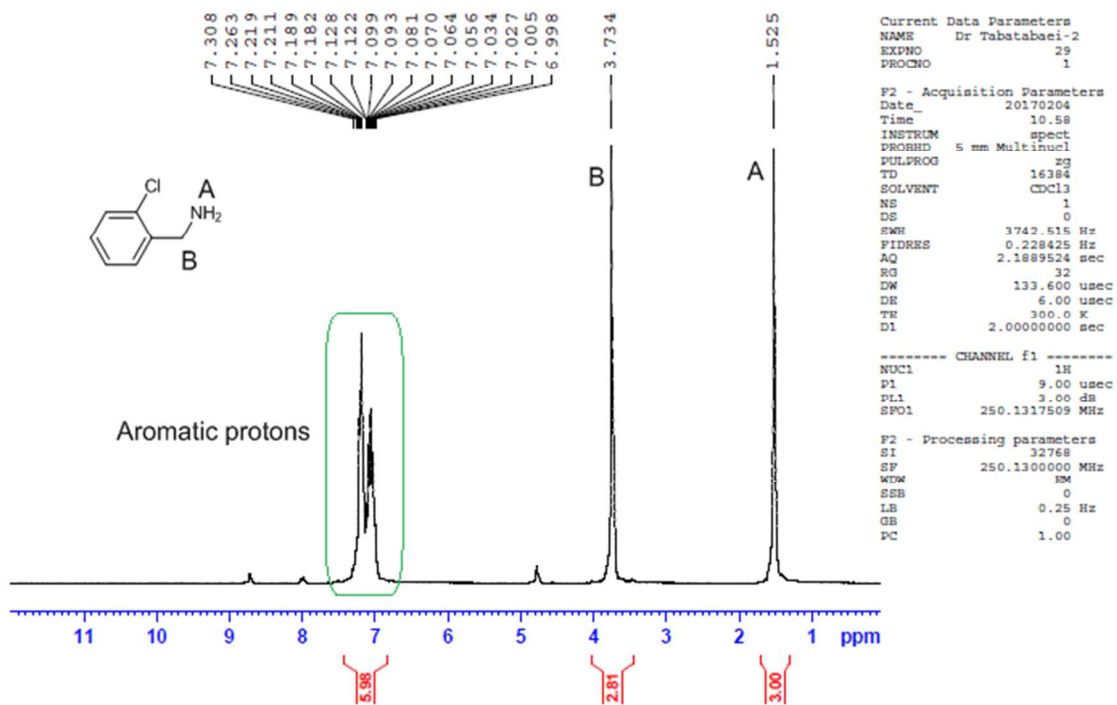 7.308
7.263
7.219
7.211
7.189
7.182
7.128
7.122
7.099
7.093
7.081
7.070
7.064
7.056
7.034
7.027
7.005
6.998
3.734
1.525
Cl
A
NH2
B
B
A
Aromatic protons
11 10 9 8 7 6 5 4 3 2 1 ppm
5.98
2.81
3.00
Current Data Parameters
NAME Dr Tabatabaei-2
EXPNO 29
PROCNO 1
F2 - Acquisition Parameters
Date_ 20170204
Time 10.58
INSTRUM spect
PROBHD 5 mm Multinucl
PULPROG zg
TD 16384
SOLVENT CDCl3
NS 1
DS 0
SWH 3742.515 Hz
FIDRES 0.228425 Hz
AQ 2.1889524 sec
RG 32
DW 133.600 usec
DE 6.00 usec
TE 300.0 K
D1 2.00000000 sec
======== CHANNEL f1 ========
NUC1 1H
P1 9.00 usec
PL1 3.00 dB
SFO1 250.1317509 MHz
F2 - Processing parameters
SI 32768
SF 250.1300000 MHz
WDW EM
SSB 0
LB 0.25 Hz
GB 0
PC 1.00